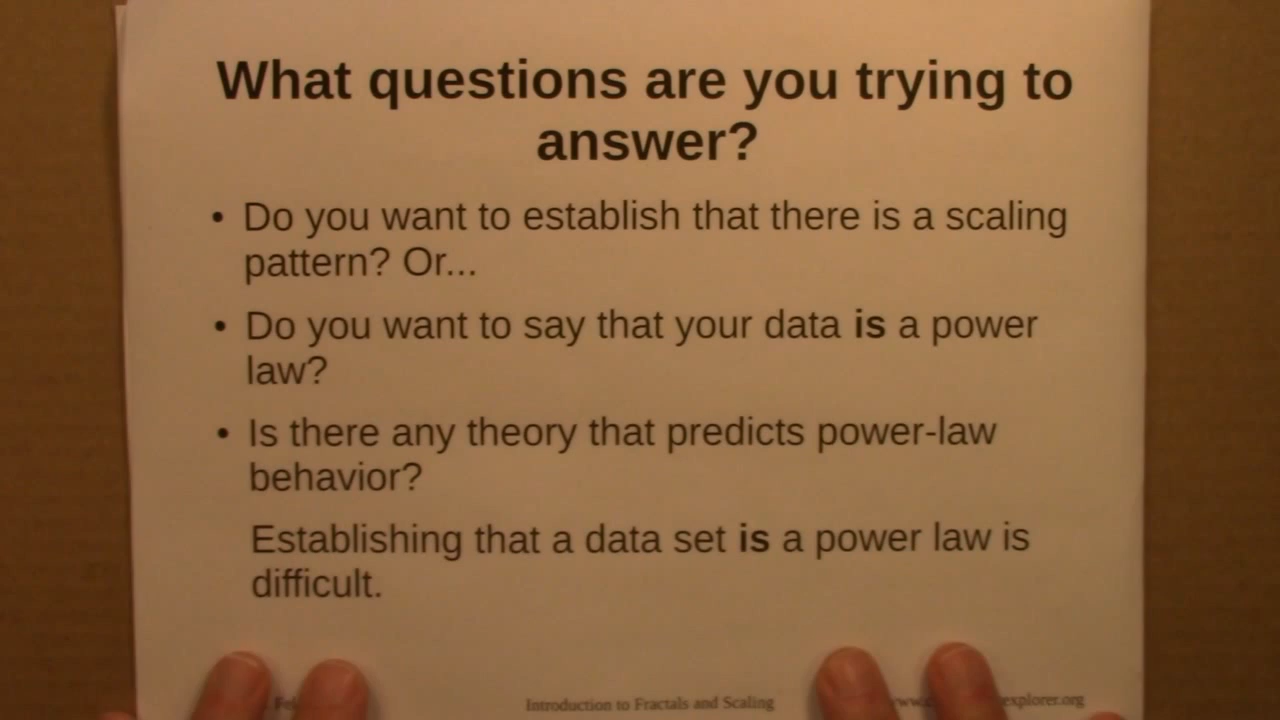 What questions are you trying to
answer?
• Do you want to establish that there is a scaling
pattern? Or...
• Do you want to say that your data is a power
law?
• Is there any theory that predicts power-law
behavior?
Establishing that a data set is a power law is
difficult.
Introduction to Fractals and Scaling